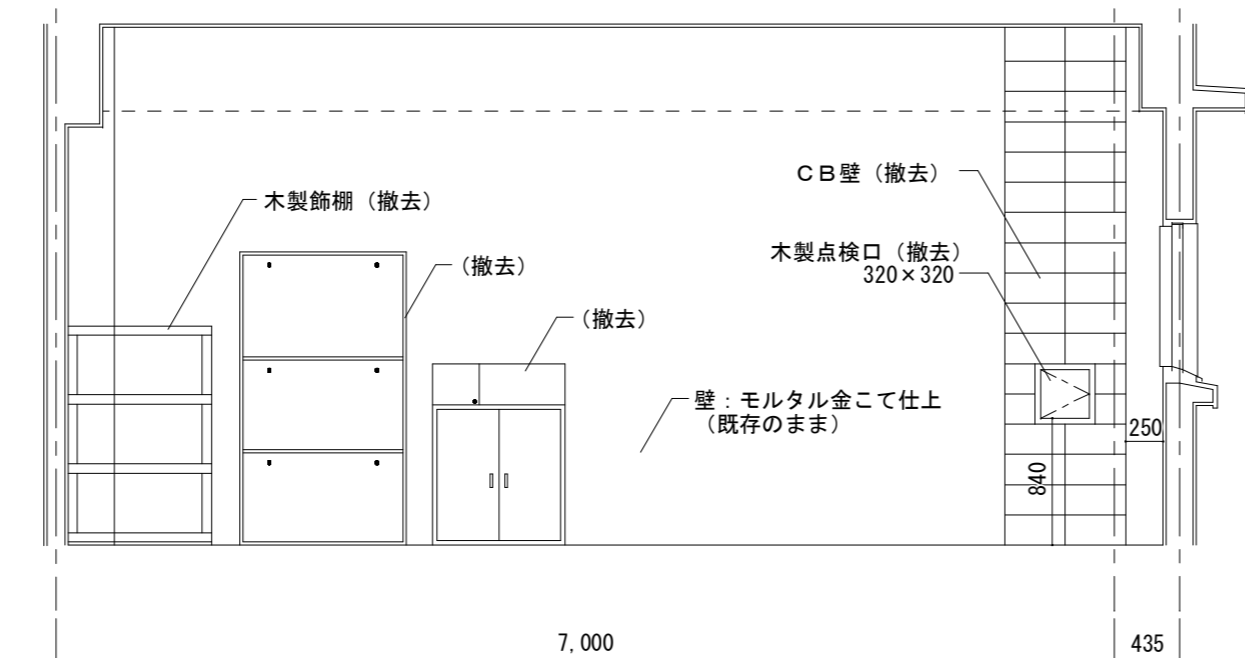 CB壁（撤去）
木製飾棚（撤去）
木製点検口（撤去）
320×320
（撤去）
（撤去）
壁：モルタル金こて仕上
（既存のまま）
250
840
7,000
435